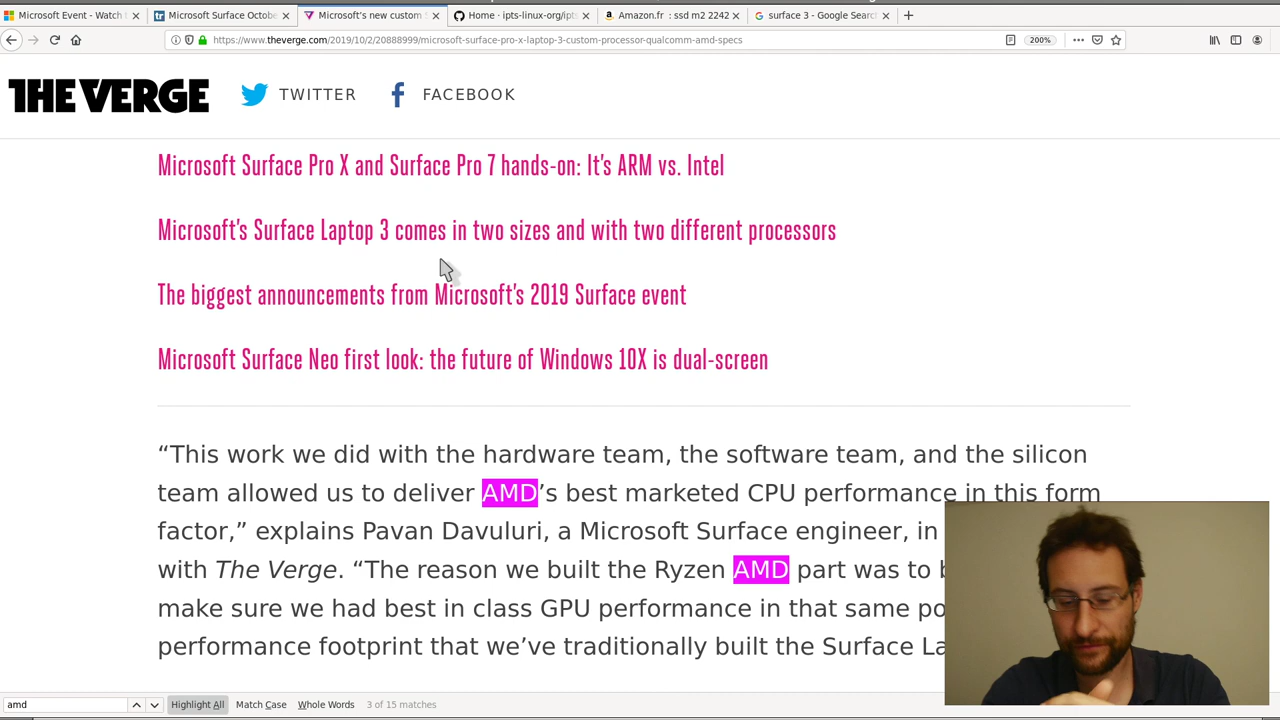 Microsoft Event - Watch
Microsoft Surface Octobe
Microsoft's new custom
Home · ipts-linux-org/ipts
Amazon.fr : ssd m2 2242
surface 3 - Google Searc
https://www.theverge.com/2019/10/2/20888999/microsoft-surface-pro-x-laptop-3-custom-processor-qualcomm-amd-specs
200%
THE VERGE
TWITTER
FACEBOOK
Microsoft Surface Pro X and Surface Pro 7 hands-on: It's ARM vs. Intel
Microsoft's Surface Laptop 3 comes in two sizes and with two different processors
The biggest announcements from Microsoft's 2019 Surface event
Microsoft Surface Neo first look: the future of Windows 10X is dual-screen
“This work we did with the hardware team, the software team, and the silicon
team allowed us to deliver AMD’s best marketed CPU performance in this form
factor,” explains Pavan Davuluri, a Microsoft Surface engineer, in
with The Verge. “The reason we built the Ryzen AMD part was to
make sure we had best in class GPU performance in that same po
performance footprint that we’ve traditionally built the Surface La
amd
Highlight All
Match Case
Whole Words
3 of 15 matches